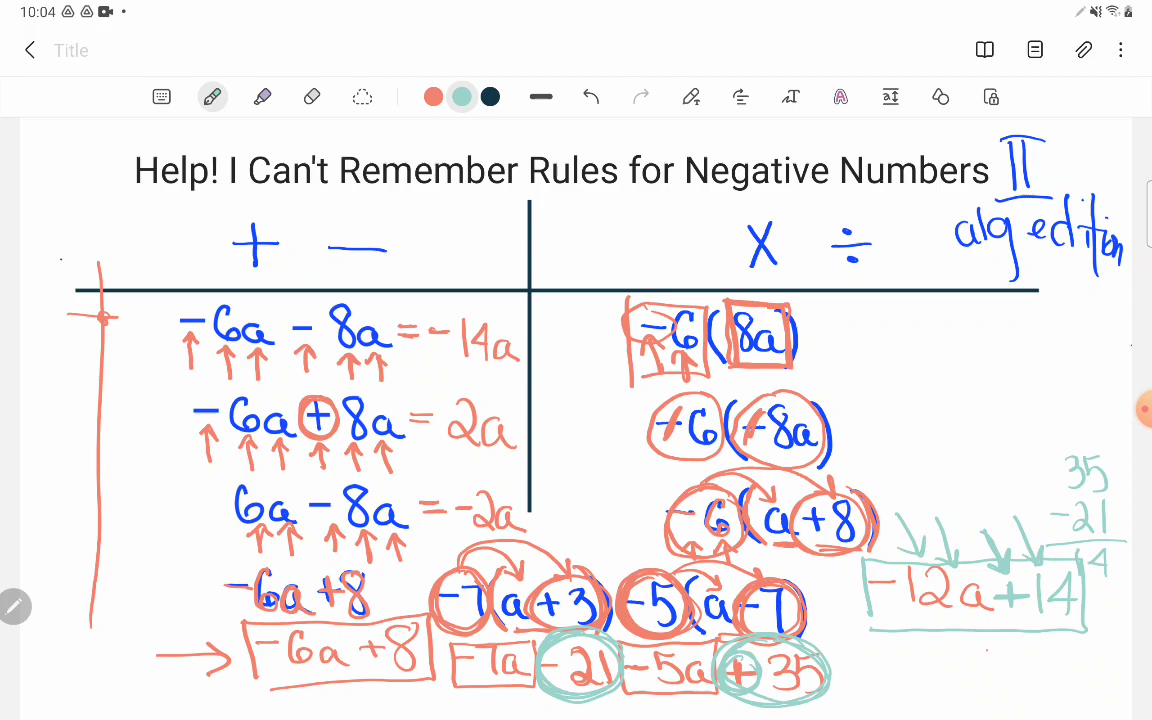 10:04
Title
Help! I Can't Remember Rules for Negative Numbers II
alg edition
+ — X ÷
-6a - 8a = -14a
-6(8a)
-6a + 8a = 2a
-6(-8a)
6a - 8a = -2a
-6(a+8)
35
-21
14
-6a+8
-7(a+3) -5(a-7)
-12a+14
-6a+8
-7a -21 -5a +35